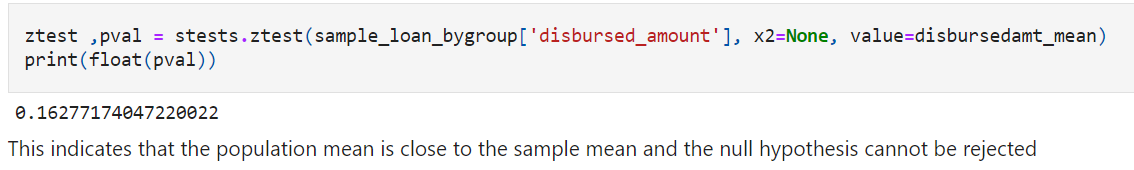 ztest ,pval = stests.ztest(sample_loan_bygroup['disbursed_amount'], x2=None, value=disbursedamt_mean)
print(float(pval))
0.16277174047220022
This indicates that the population mean is close to the sample mean and the null hypothesis cannot be rejected